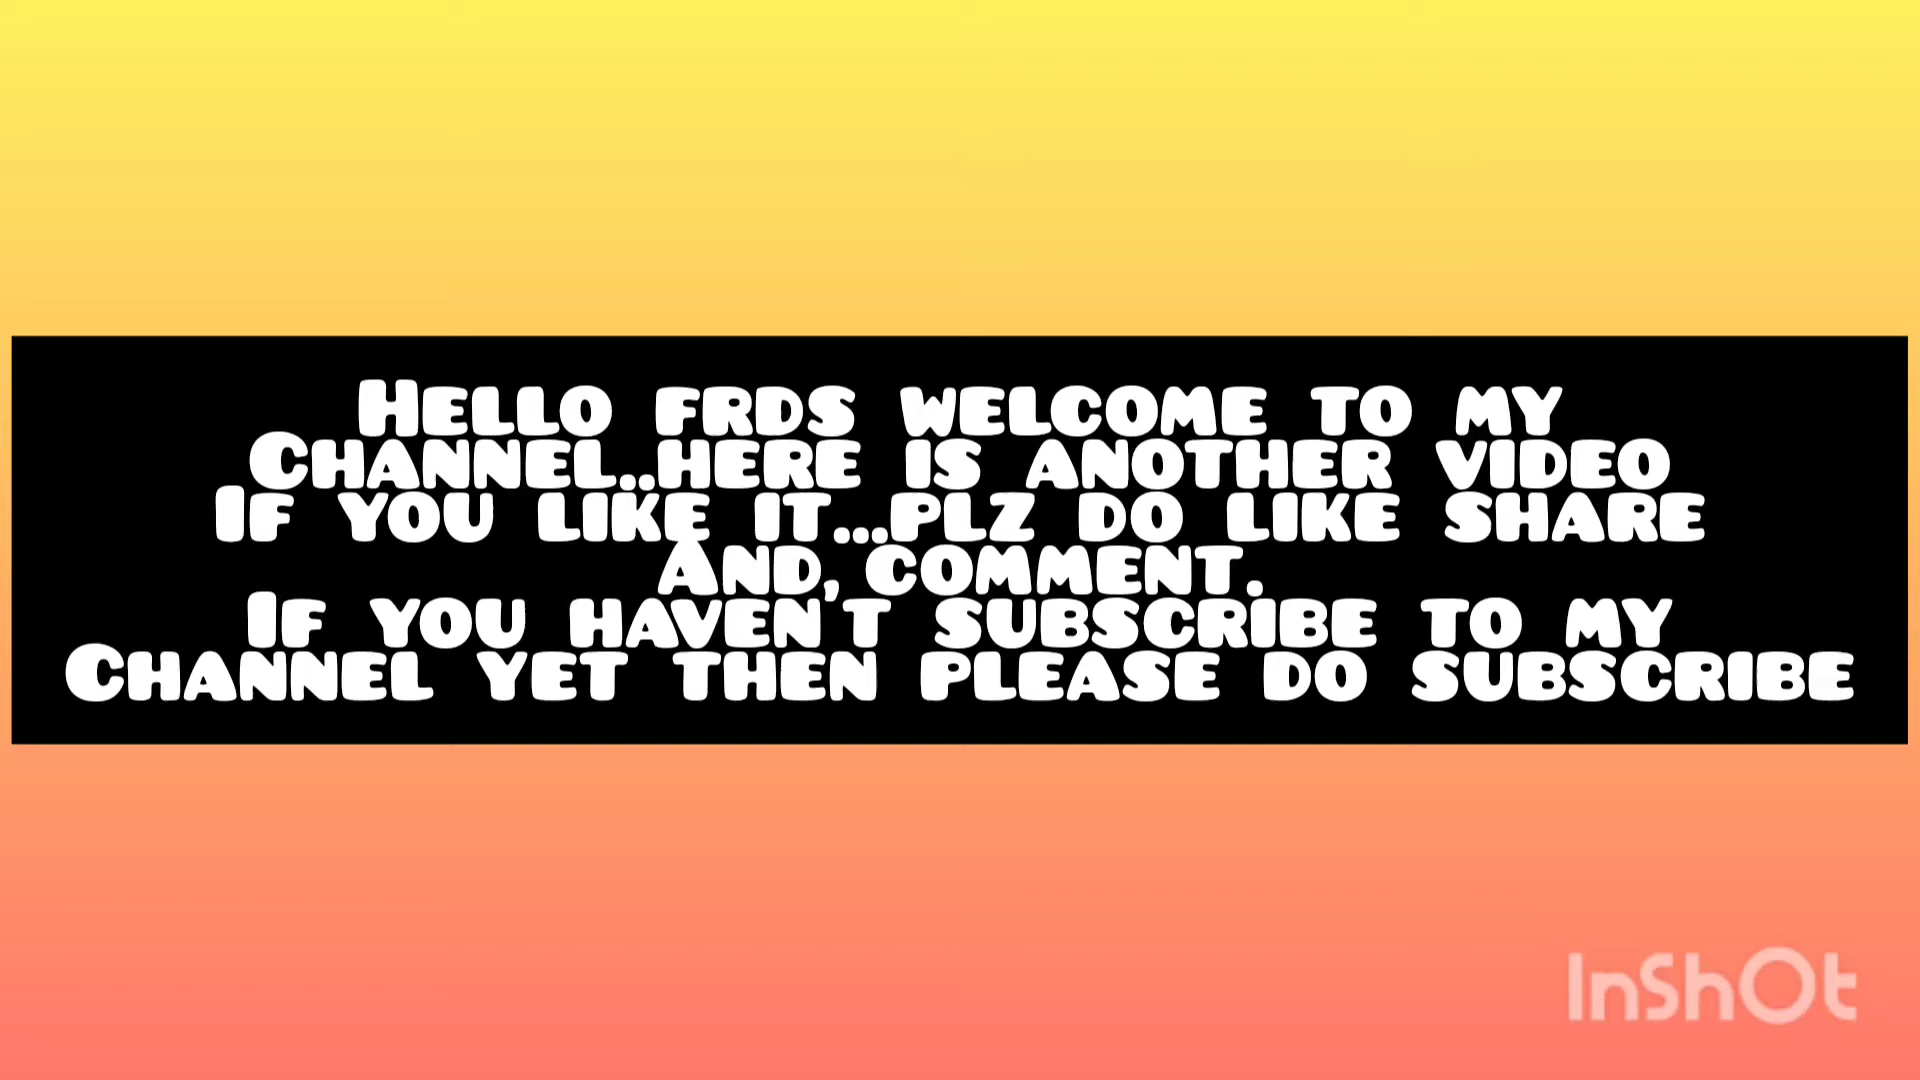 Hello frds welcome to my
Channel..here is another video
If you like it...plz do like share
And, comment.
If you haven't subscribe to my
Channel yet then please do subscribe
InShOt